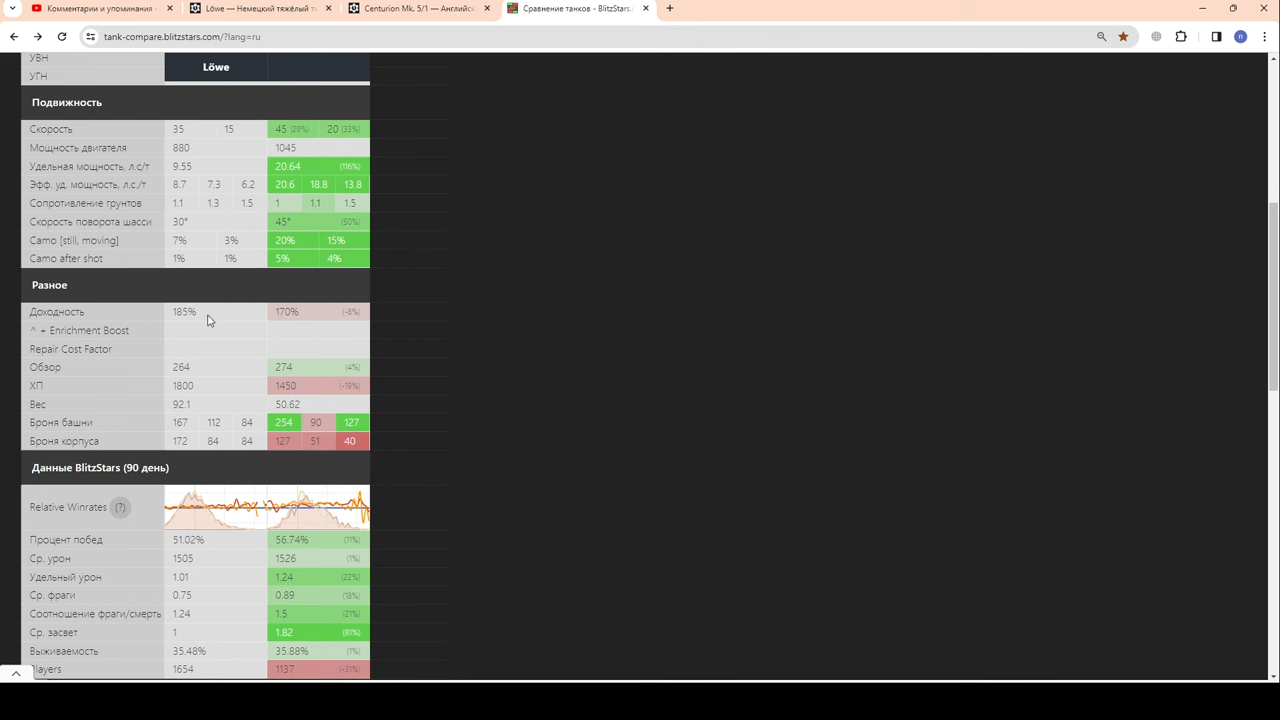 Комментарии и упоминания -
Löwe — Немецкий тяжёлый та
Centurion Mk. 5/1 — Английск
Сравнение танков - BlitzStars.
tank-compare.blitzstars.com/?lang=ru
УВН
УГН
Löwe
Подвижность
Скорость 35 15 45 (29%) 20 (33%)
Мощность двигателя 880 1045
Удельная мощность, л.с/т 9.55 20.64 (116%)
Эфф. уд. мощность, л.с./т 8.7 7.3 6.2 20.6 18.8 13.8
Сопротивление грунтов 1.1 1.3 1.5 1 1.1 1.5
Скорость поворота шасси 30° 45° (50%)
Camo [still, moving] 7% 3% 20% 15%
Camo after shot 1% 1% 5% 4%
Разное
Доходность 185% 170% (-8%)
^ + Enrichment Boost
Repair Cost Factor
Обзор 264 274 (4%)
ХП 1800 1450 (-19%)
Вес 92.1 50.62
Броня башни 167 112 84 254 90 127
Броня корпуса 172 84 84 127 51 40
Данные BlitzStars (90 день)
Relative Winrates (?)
Процент побед 51.02% 56.74% (11%)
Ср. урон 1505 1526 (1%)
Удельный урон 1.01 1.24 (22%)
Ср. фраги 0.75 0.89 (18%)
Соотношение фраги/смерть 1.24 1.5 (21%)
Ср. засвет 1 1.82 (81%)
Выживаемость 35.48% 35.88% (1%)
layers 1654 1137 (-31%)